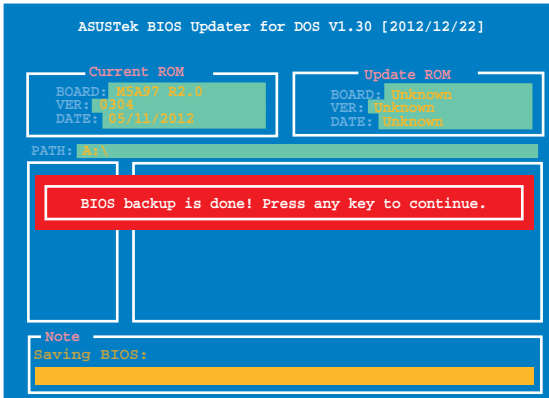 ASUSTek BIOS Updater for DOS V1.30 [2012/12/22]
Current ROM
BOARD: M5A97 R2.0
VER: 0304
DATE: 05/11/2012
Update ROM
BOARD: Unknown
VER: Unknown
DATE: Unknown
PATH: A:\
BIOS backup is done! Press any key to continue.
Note
Saving BIOS: